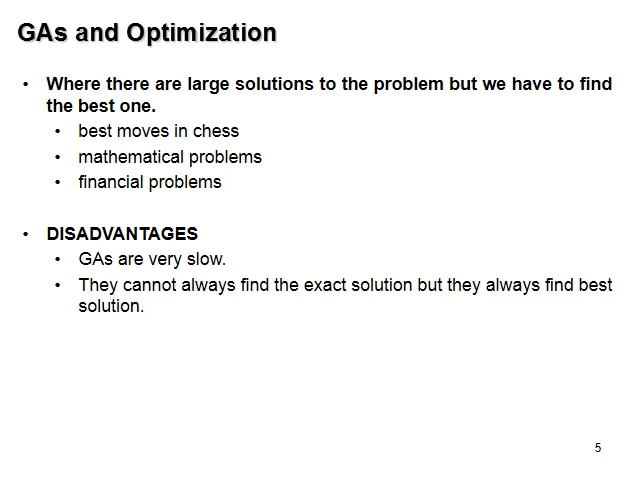 GAs and Optimization
• Where there are large solutions to the problem but we have to find
the best one.
• best moves in chess
• mathematical problems
• financial problems
• DISADVANTAGES
• GAs are very slow.
• They cannot always find the exact solution but they always find best
solution.
5